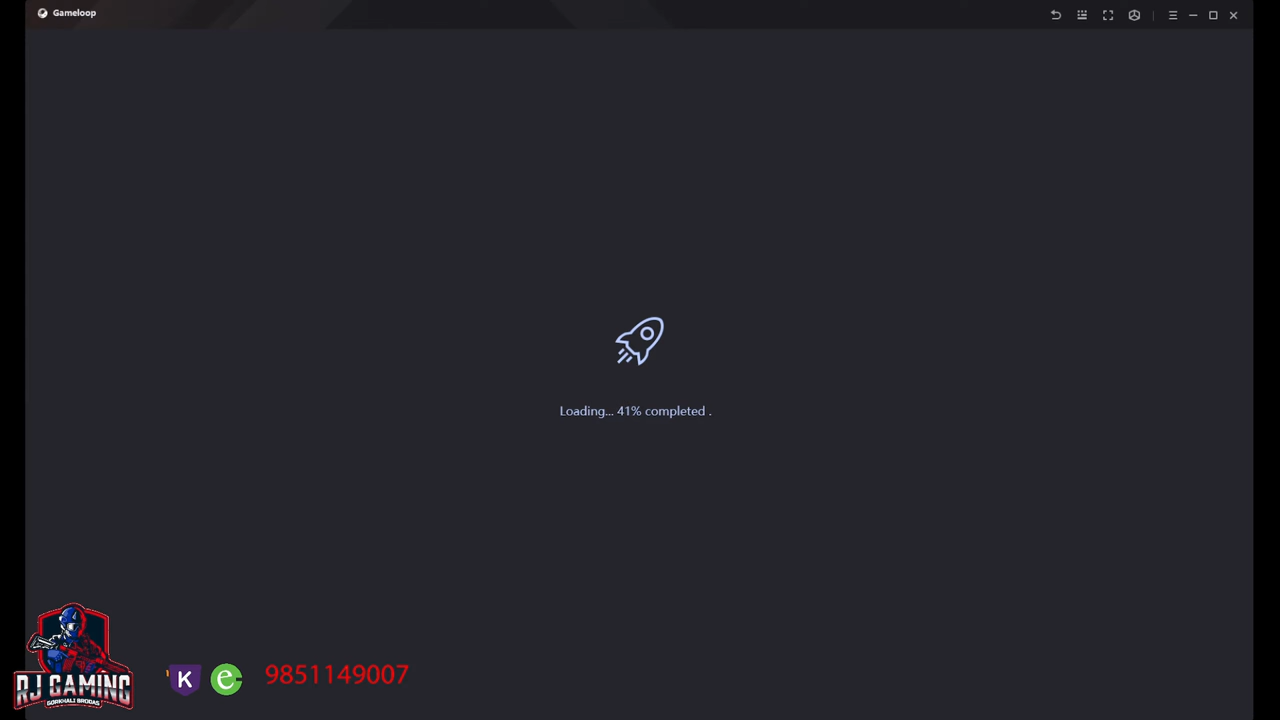 Gameloop
Loading... 41% completed .
RJ GAMING
GORKHALI BRODAS
K
e
9851149007